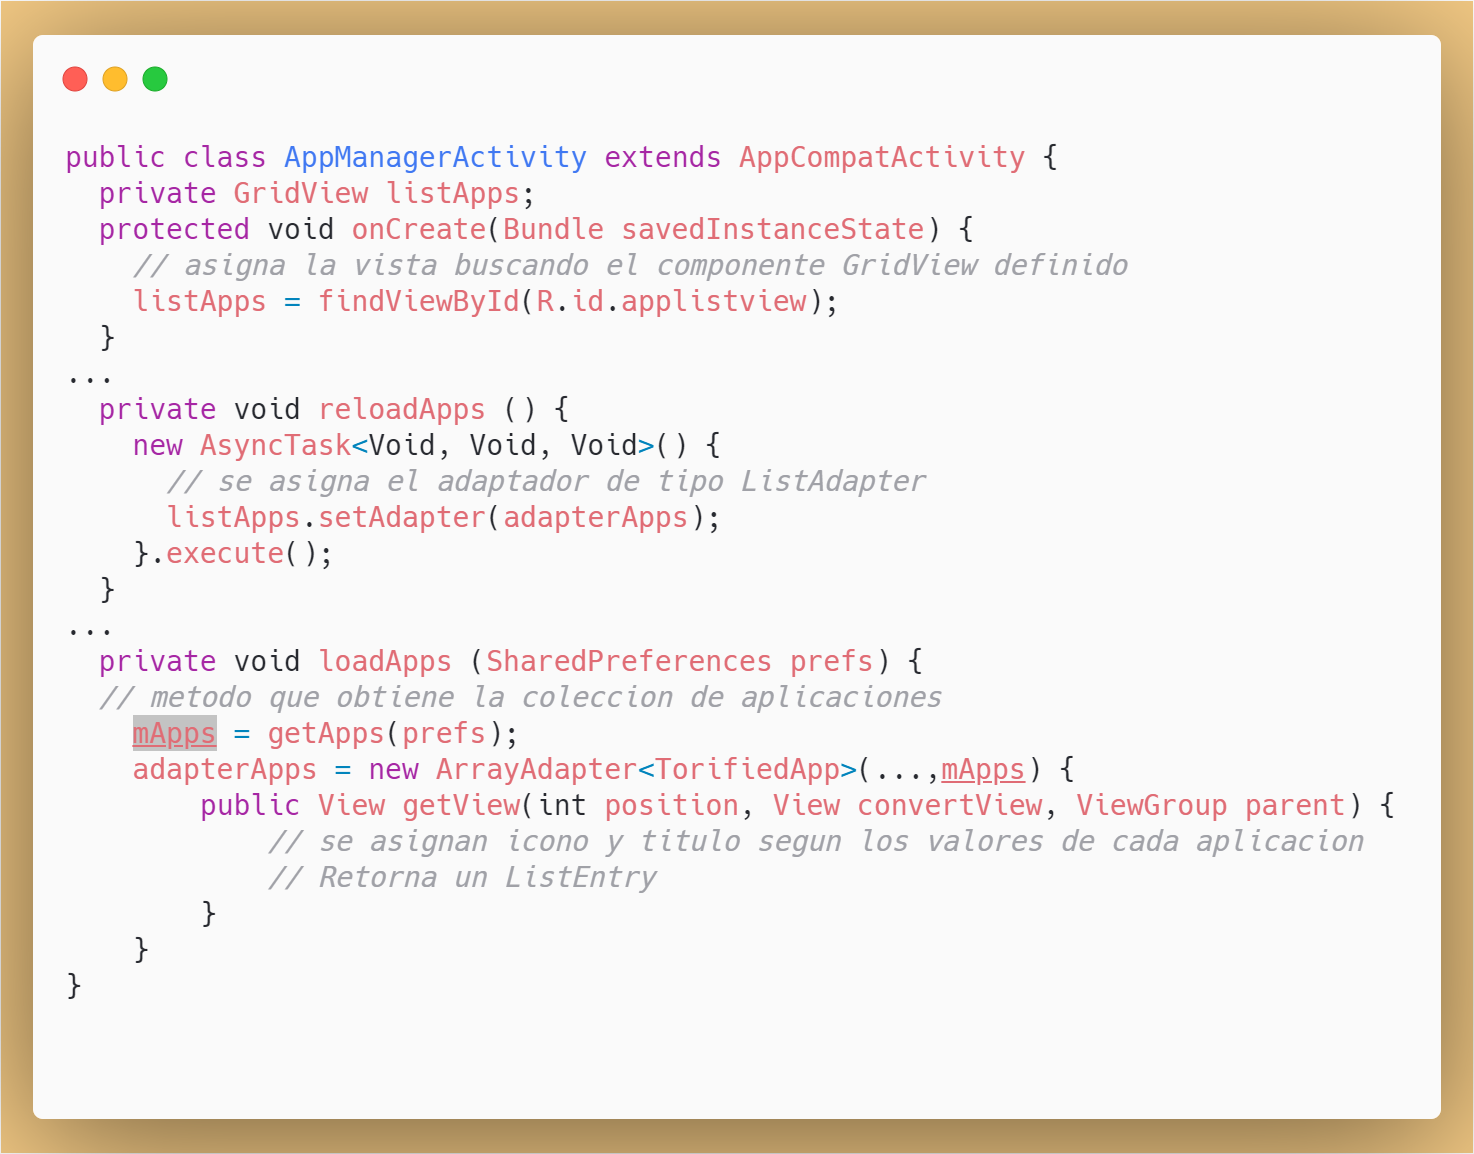 public class AppManagerActivity extends AppCompatActivity {
  private GridView listApps;
  protected void onCreate(Bundle savedInstanceState) {
    // asigna la vista buscando el componente GridView definido
    listApps = findViewById(R.id.applistview);
  }
...
  private void reloadApps () {
    new AsyncTask<Void, Void, Void>() {
      // se asigna el adaptador de tipo ListAdapter
      listApps.setAdapter(adapterApps);
    }.execute();
  }
...
  private void loadApps (SharedPreferences prefs) {
  // metodo que obtiene la coleccion de aplicaciones
    mApps = getApps(prefs);
    adapterApps = new ArrayAdapter<TorifiedApp>(...,mApps) {
        public View getView(int position, View convertView, ViewGroup parent) {
            // se asignan icono y titulo segun los valores de cada aplicacion
            // Retorna un ListEntry
        }
    }
}